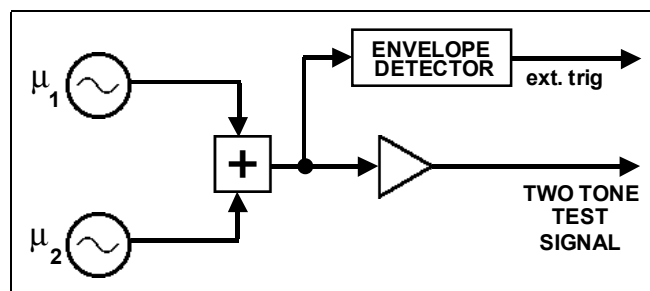 ENVELOPE
DETECTOR
ext. trig
μ1
+
μ2
TWO TONE
TEST
SIGNAL